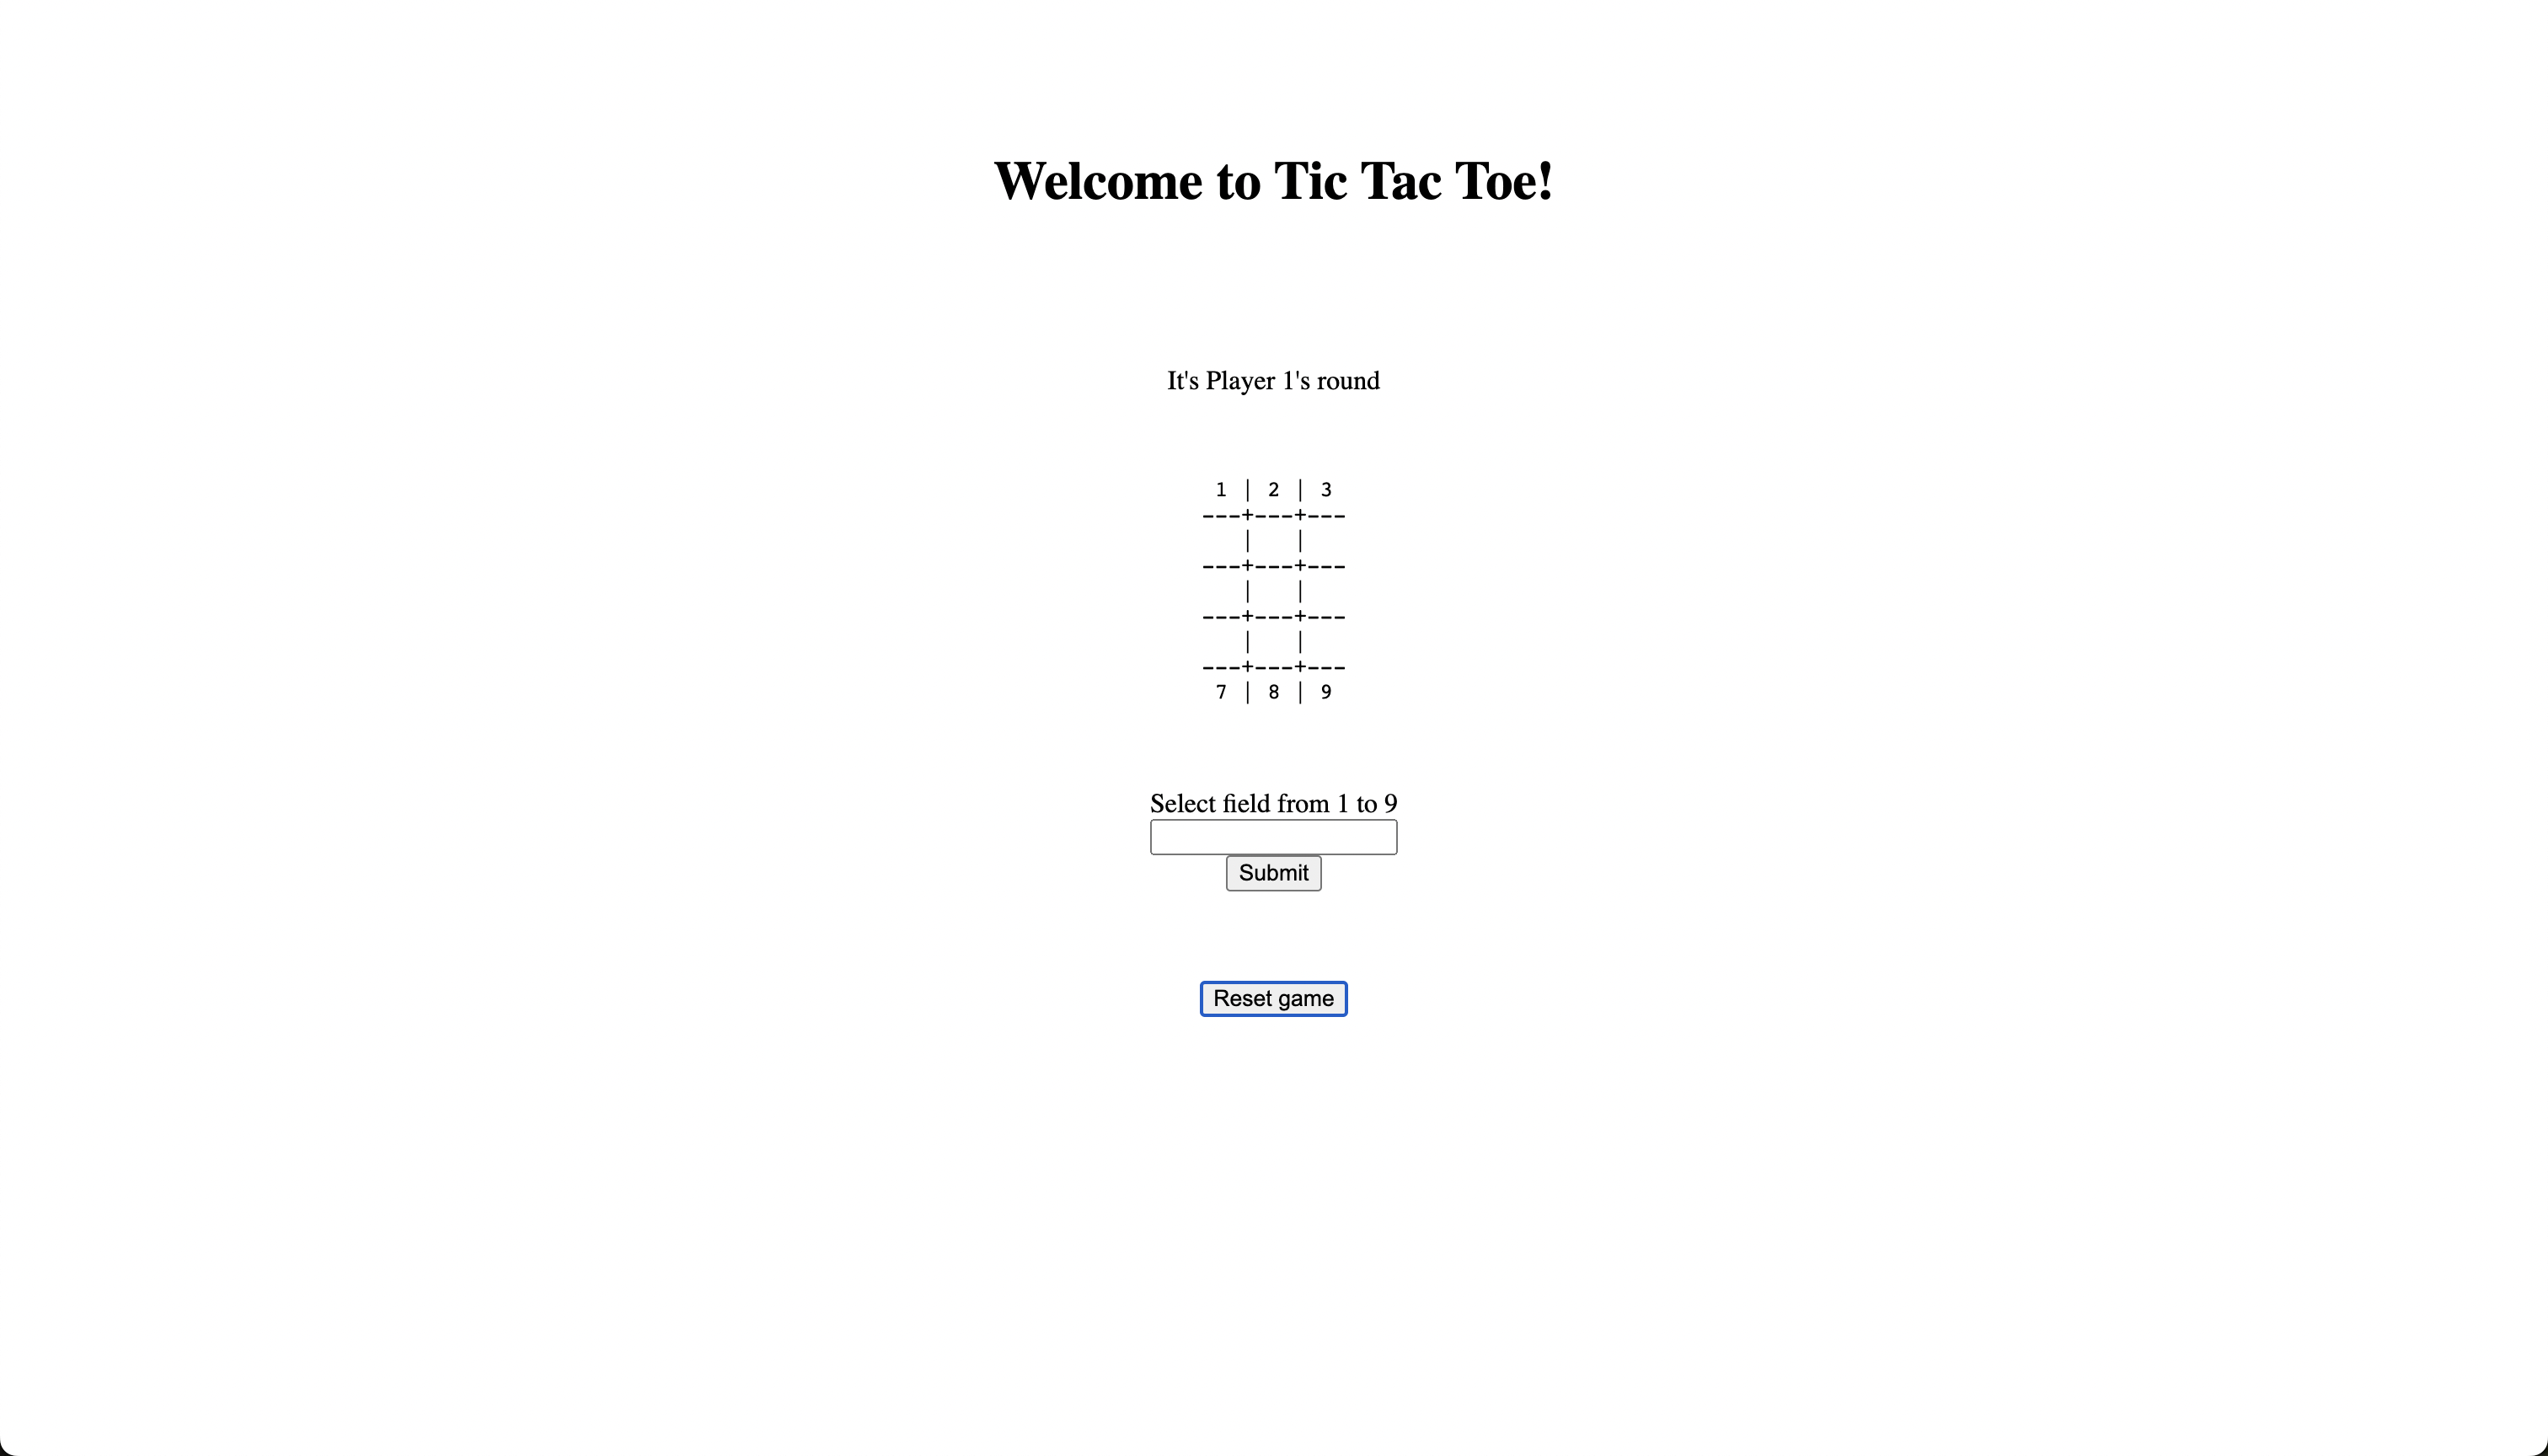 Welcome to Tic Tac Toe!
It's Player 1's round
1 | 2 | 3
---+---+---
   |   |
---+---+---
   |   |
---+---+---
   |   |
---+---+---
7 | 8 | 9
Select field from 1 to 9
Submit
Reset game